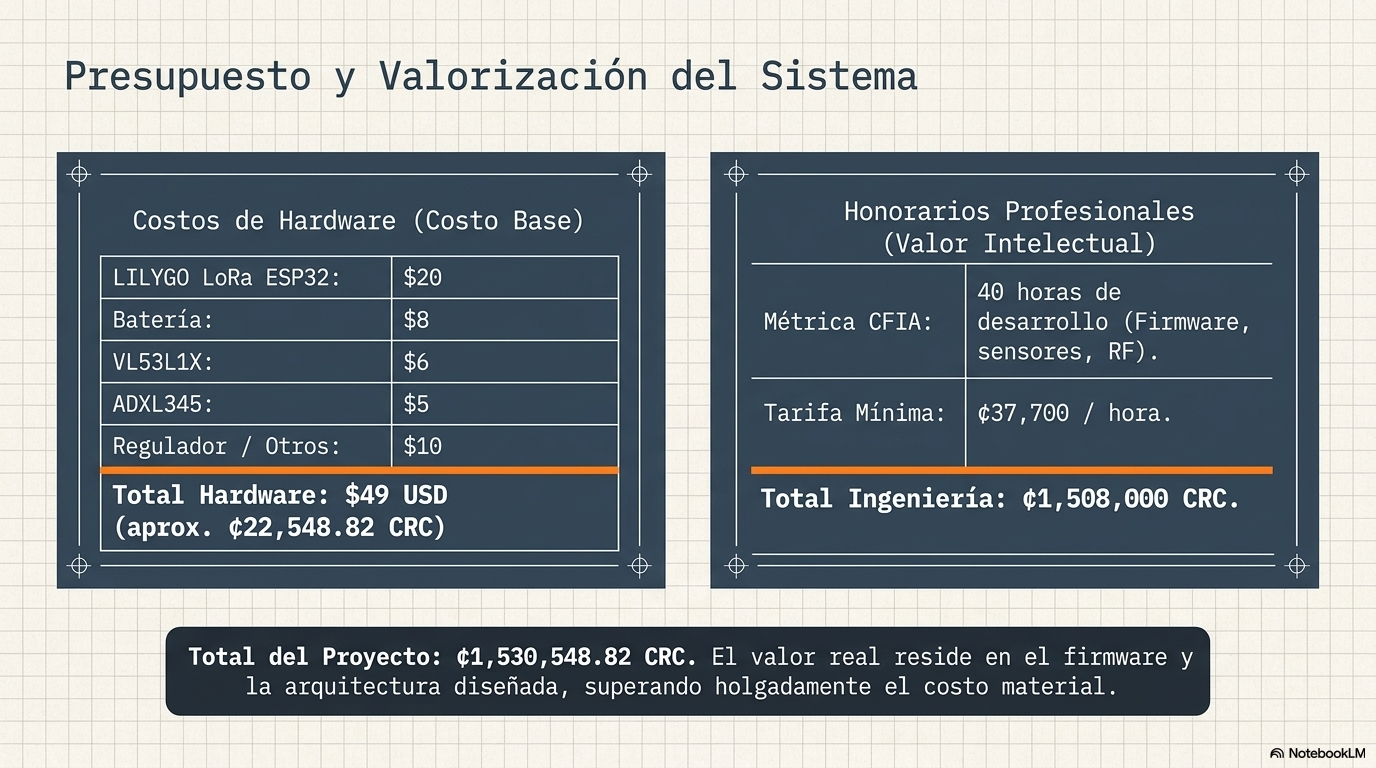 Presupuesto y Valorización del Sistema
Costos de Hardware (Costo Base)
LILYGO LoRa ESP32: $20
Batería: $8
VL53L1X: $6
ADXL345: $5
Regulador / Otros: $10
Total Hardware: $49 USD
(aprox. ₡22,548.82 CRC)
Honorarios Profesionales
(Valor Intelectual)
Métrica CFIA:
40 horas de
desarrollo (Firmware,
sensores, RF).
Tarifa Mínima: ₡37,700 / hora.
Total Ingeniería: ₡1,508,000 CRC.
Total del Proyecto: ₡1,530,548.82 CRC. El valor real reside en el firmware y
la arquitectura diseñada, superando holgadamente el costo material.
NotebookLM